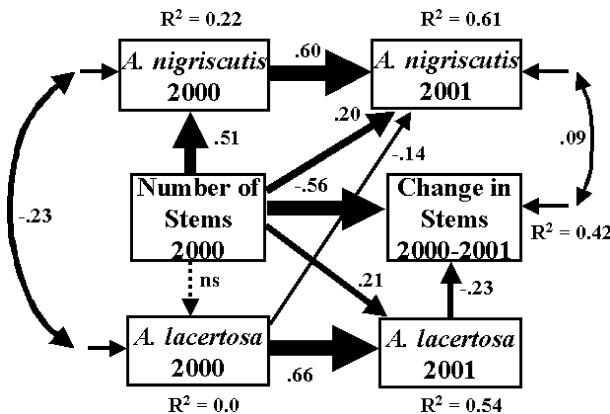 R² = 0.22
R² = 0.61
A. nigriscutis
2000
.60
A. nigriscutis
2001
.51
.20
-.14
.09
-.23
Number of
Stems
2000
-.56
Change in
Stems
2000-2001
R² = 0.42
ns
.21
-.23
A. lacertosa
2000
.66
A. lacertosa
2001
R² = 0.0
R² = 0.54